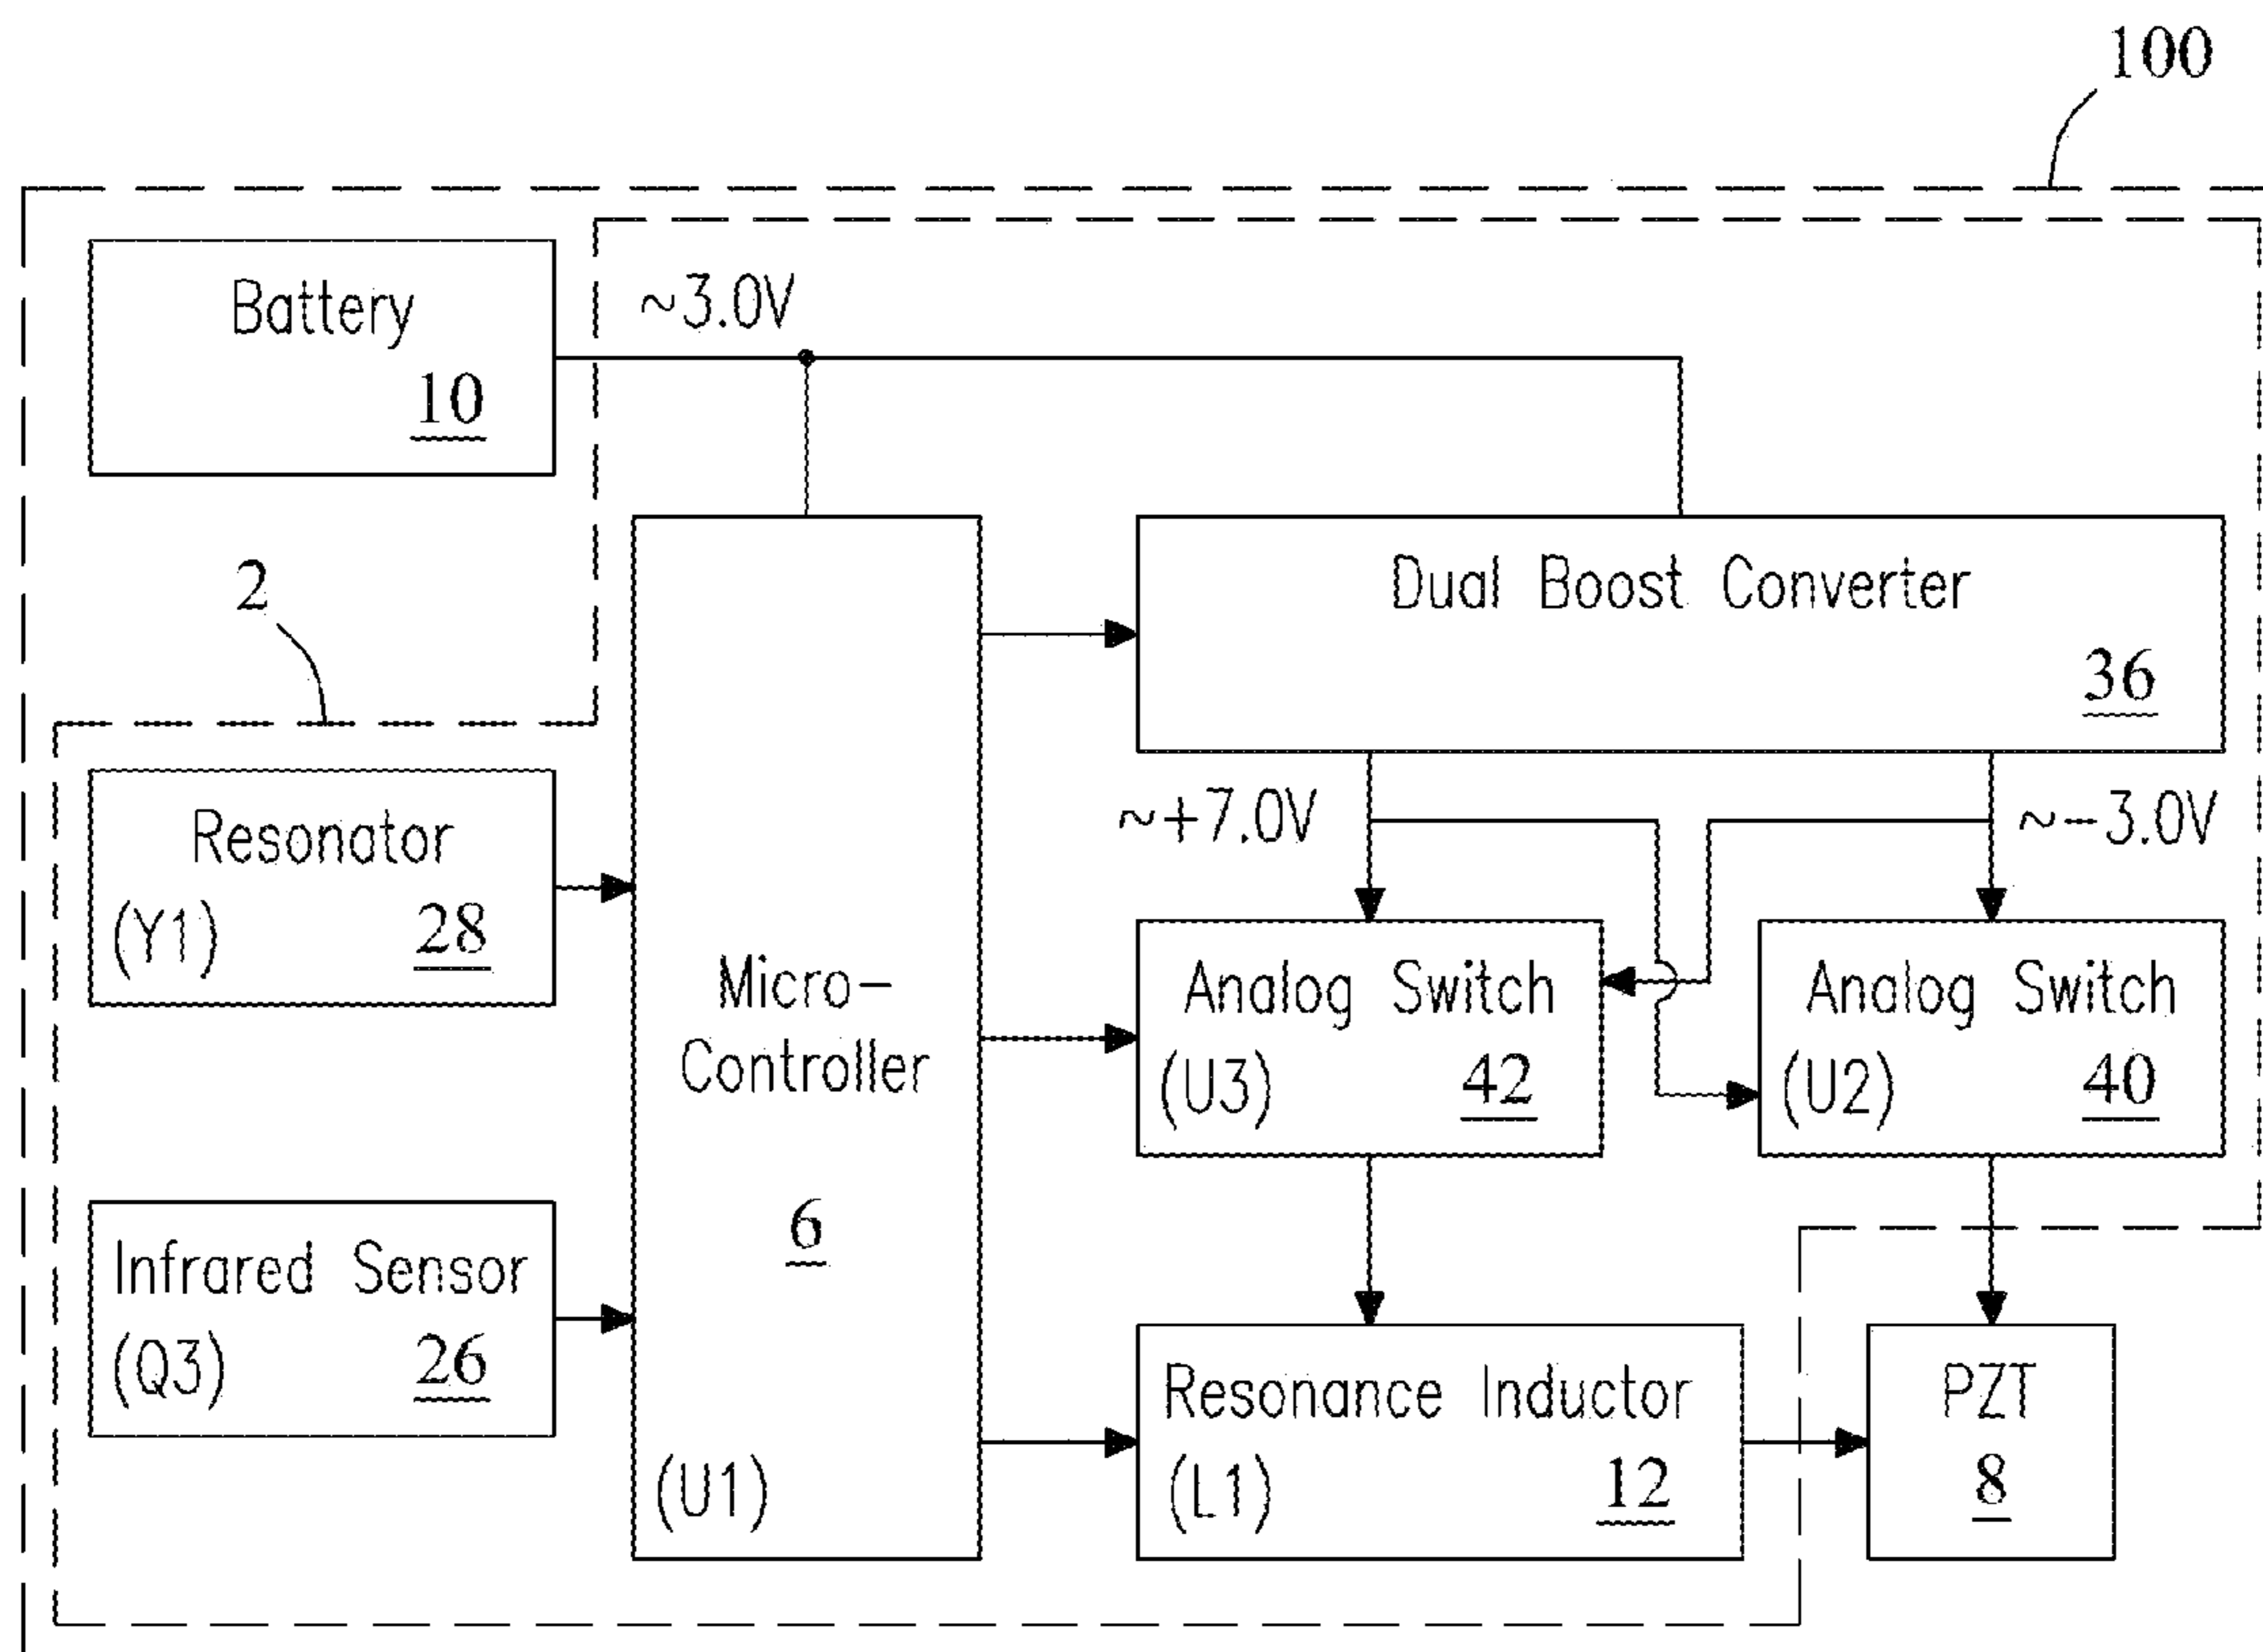 100
Battery
10
~3.0V
2
Dual Boost Converter
36
Resonator
(Y1) 28
~+7.0V
~-3.0V
Micro-
Controller
6
(U1)
Analog Switch
(U3) 42
Analog Switch
(U2) 40
Infrared Sensor
(Q3) 26
Resonance Inductor
(L1) 12
PZT
8